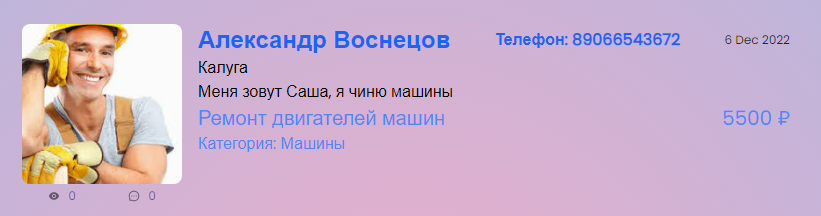 Александр Воснецов
Телефон: 89066543672
6 Dec 2022
Калуга
Меня зовут Саша, я чиню машины
Ремонт двигателей машин
5500 ₽
Категория: Машины
0
0